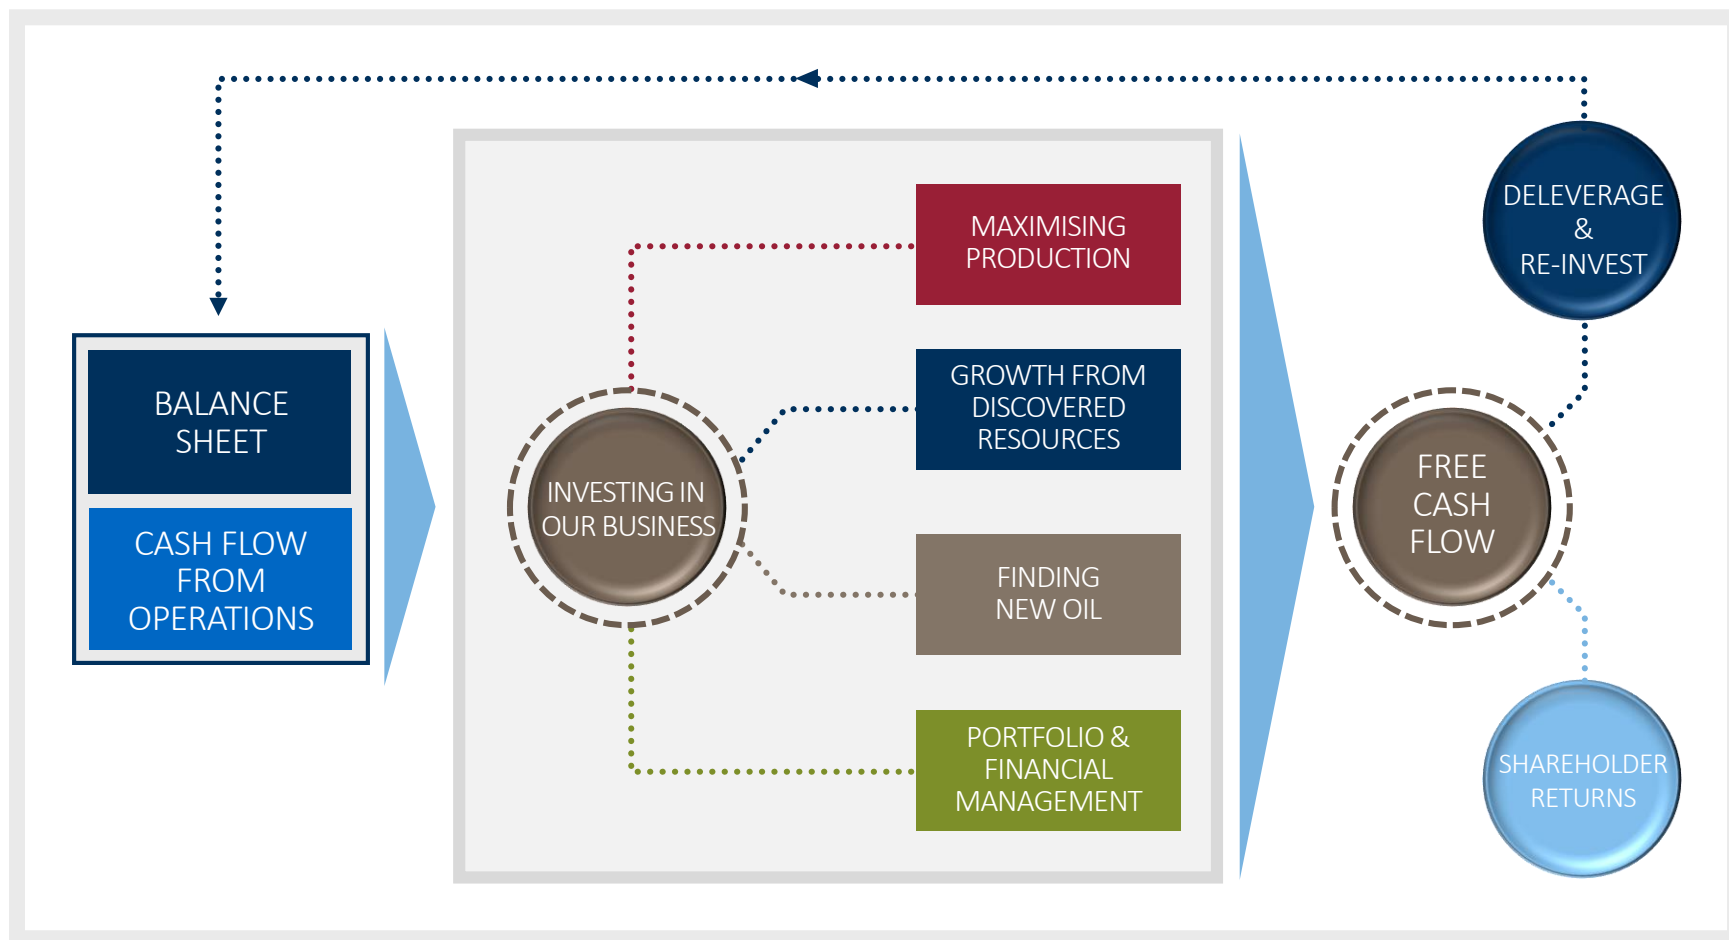 BALANCE
SHEET
CASH FLOW
FROM
OPERATIONS
INVESTING IN
OUR BUSINESS
MAXIMISING
PRODUCTION
GROWTH FROM
DISCOVERED
RESOURCES
FINDING
NEW OIL
PORTFOLIO &
FINANCIAL
MANAGEMENT
FREE
CASH
FLOW
DELEVERAGE
&
RE-INVEST
SHAREHOLDER
RETURNS